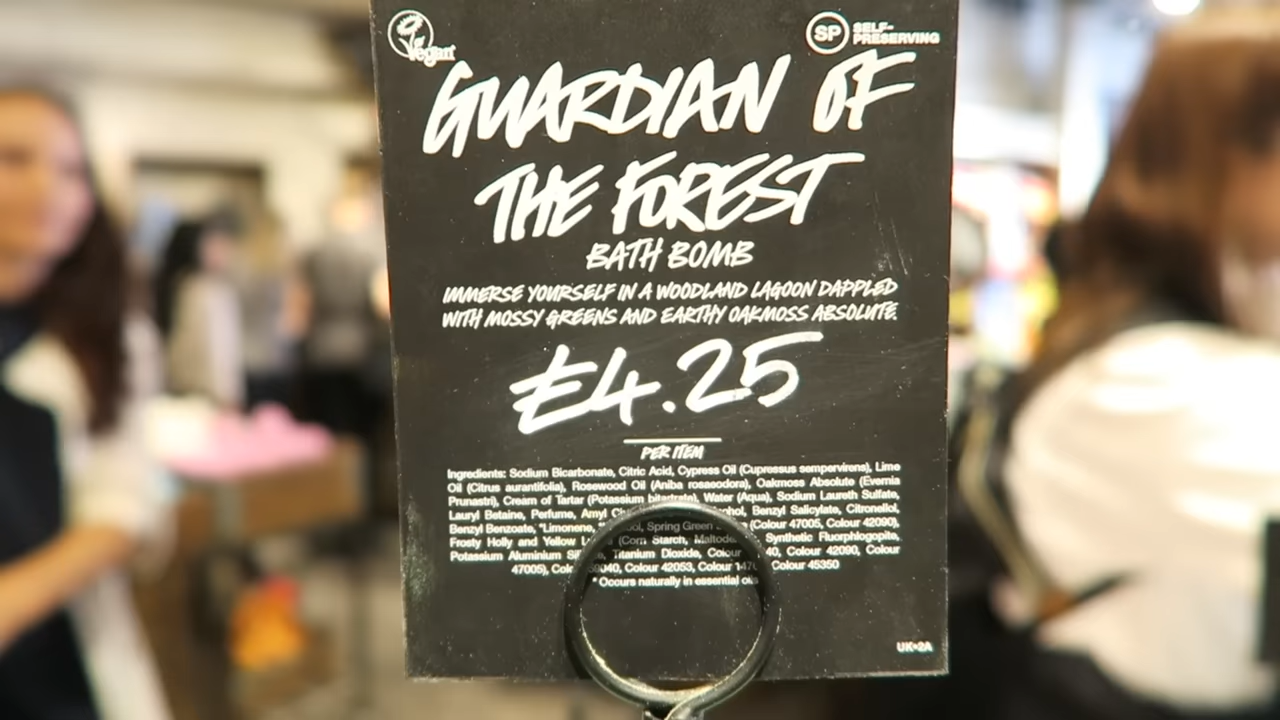 Vegan
SP SELF-
PRESERVING
GUARDIAN OF
THE FOREST
BATH BOMB
IMMERSE YOURSELF IN A WOODLAND LAGOON DAPPLED
WITH MOSSY GREENS AND EARTHY OAKMOSS ABSOLUTE.
£4.25
PER ITEM
Ingredients: Sodium Bicarbonate, Citric Acid, Cypress Oil (Cupressus sempervirens), Lime
Oil (Citrus aurantifolia), Rosewood Oil (Aniba rosaeodora), Oakmoss Absolute (Evernia
Prunastri), Cream of Tartar (Potassium bitartrate), Water (Aqua), Sodium Laureth Sulfate,
Lauryl Betaine, Perfume, Amyl Benzyl Salicylate, Citronellol,
Benzyl Benzoate, *Limonene, Spring Green (Colour 47005, Colour 42090),
Frosty Holly and Yellow (Corn Starch, Synthetic Fluorphlogopite,
Potassium Aluminium Titanium Dioxide, Colour 42090, Colour
47005), Colour 42053, Colour Colour 45350
* Occurs naturally in essential oils
UK•2A